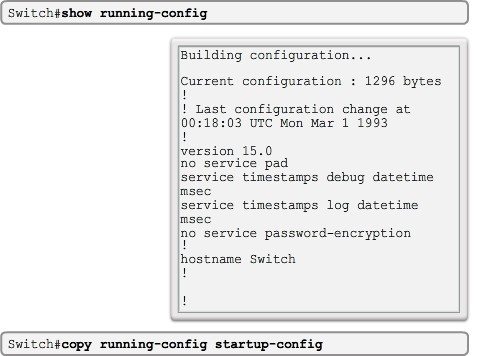 Switch#show running-config
Building configuration...
Current configuration : 1296 bytes
!
! Last configuration change at
00:18:03 UTC Mon Mar 1 1993
!
version 15.0
no service pad
service timestamps debug datetime
msec
service timestamps log datetime
msec
no service password-encryption
!
hostname Switch
!
!
Switch#copy running-config startup-config